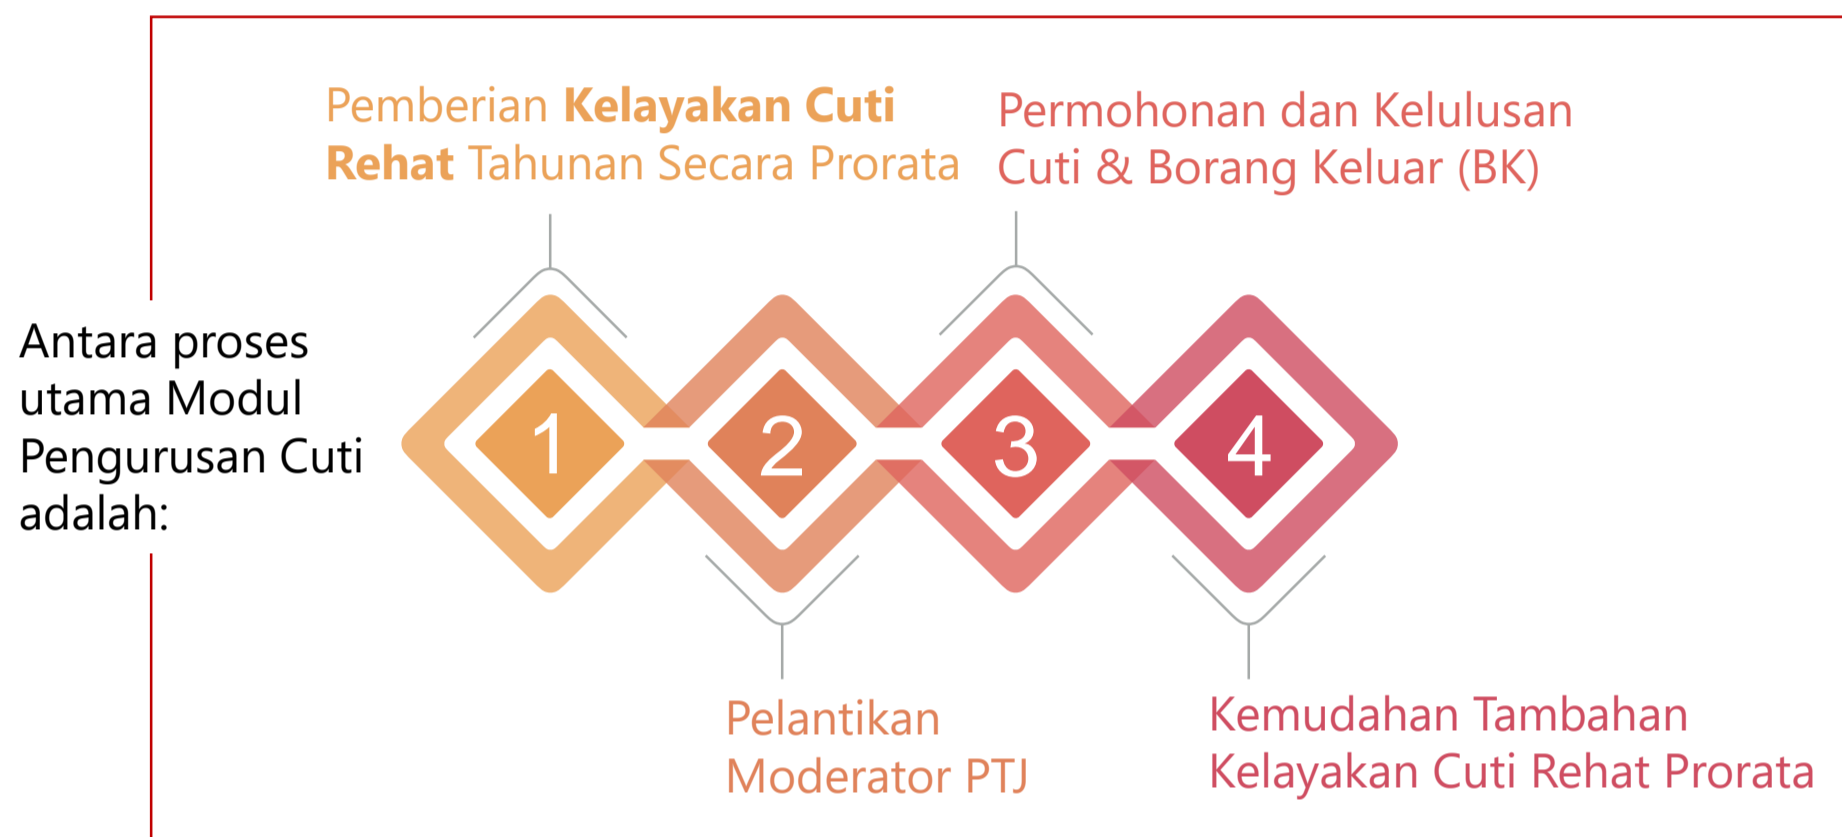 Antara proses
utama Modul
Pengurusan Cuti
adalah:
Pemberian Kelayakan Cuti
Rehat Tahunan Secara Prorata
Permohonan dan Kelulusan
Cuti & Borang Keluar (BK)
1
2
3
4
Pelantikan
Moderator PTJ
Kemudahan Tambahan
Kelayakan Cuti Rehat Prorata